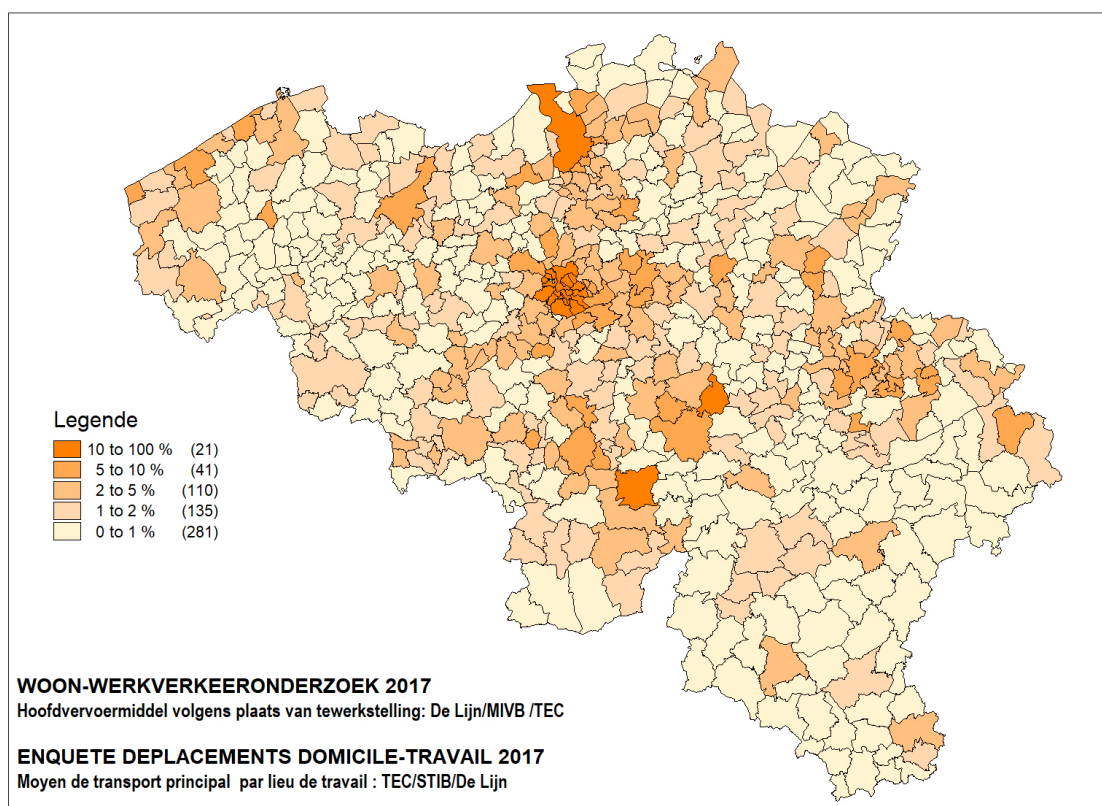 Legende
10 to 100 % (21)
5 to 10 % (41)
2 to 5 % (110)
1 to 2 % (135)
0 to 1 % (281)
WOON-WERKVERKEERONDERZOEK 2017
Hoofdvervoermiddel volgens plaats van tewerkstelling: De Lijn/MIVB /TEC
ENQUETE DEPLACEMENTS DOMICILE-TRAVAIL 2017
Moyen de transport principal par lieu de travail : TEC/STIB/De Lijn